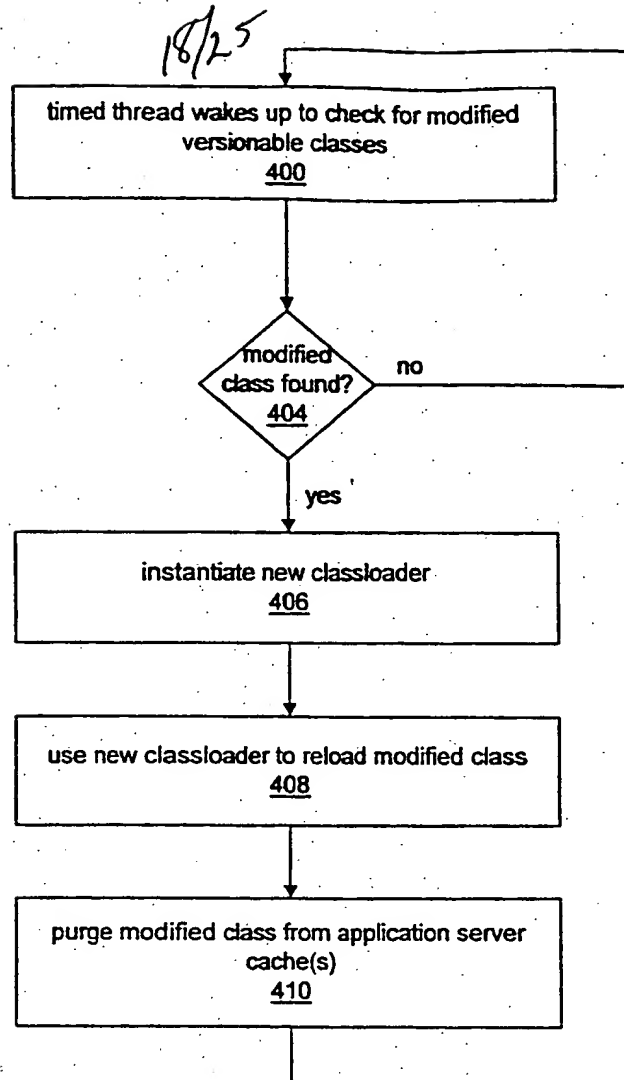 18/25
timed thread wakes up to check for modified
versionable classes
400
modified
class found?
404
no
yes
instantiate new classloader
406
use new classloader to reload modified class
408
purge modified class from application server
cache(s)
410